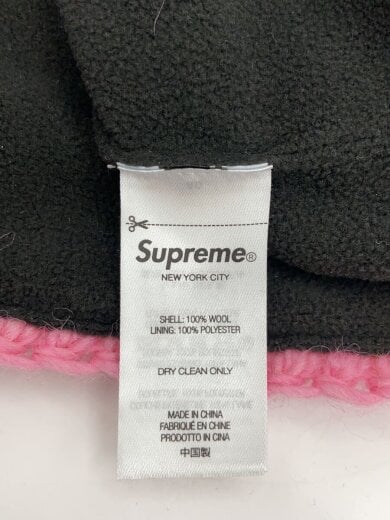 Supreme®
NEW YORK CITY
SHELL: 100% WOOL
LINING: 100% POLYESTER
DRY CLEAN ONLY
MADE IN CHINA
FABRIQUÉ EN CHINE
PRODOTTO IN CINA
中国製